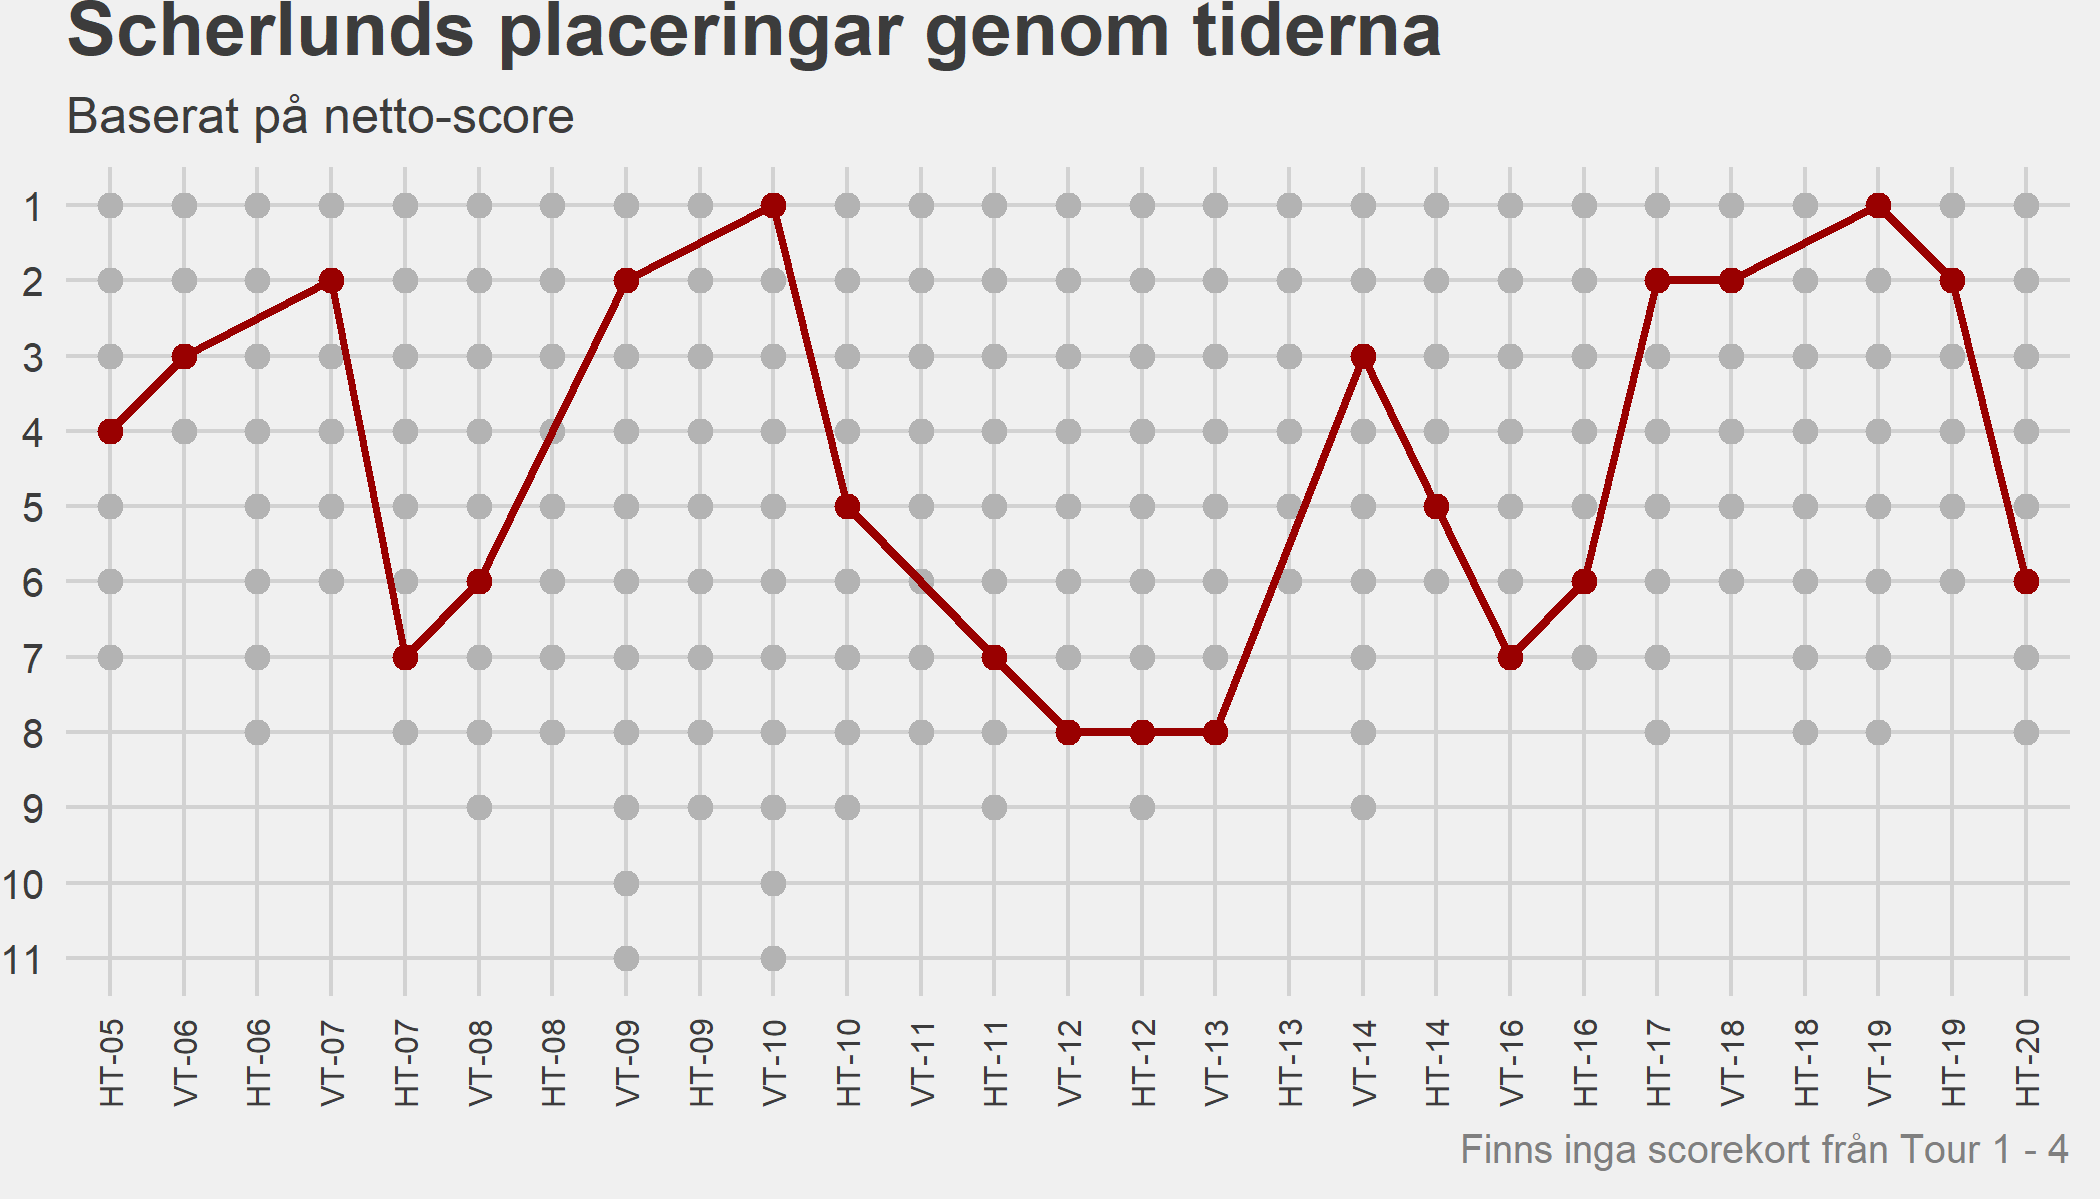 Scherlunds placeringar genom tiderna
Baserat på netto-score
1
2
3
4
5
6
7
8
9
10
11
HT-05
VT-06
HT-06
VT-07
HT-07
VT-08
HT-08
VT-09
HT-09
VT-10
HT-10
VT-11
HT-11
VT-12
HT-12
VT-13
HT-13
VT-14
HT-14
VT-16
HT-16
HT-17
VT-18
HT-18
VT-19
HT-19
HT-20
Finns inga scorekort från Tour 1 - 4